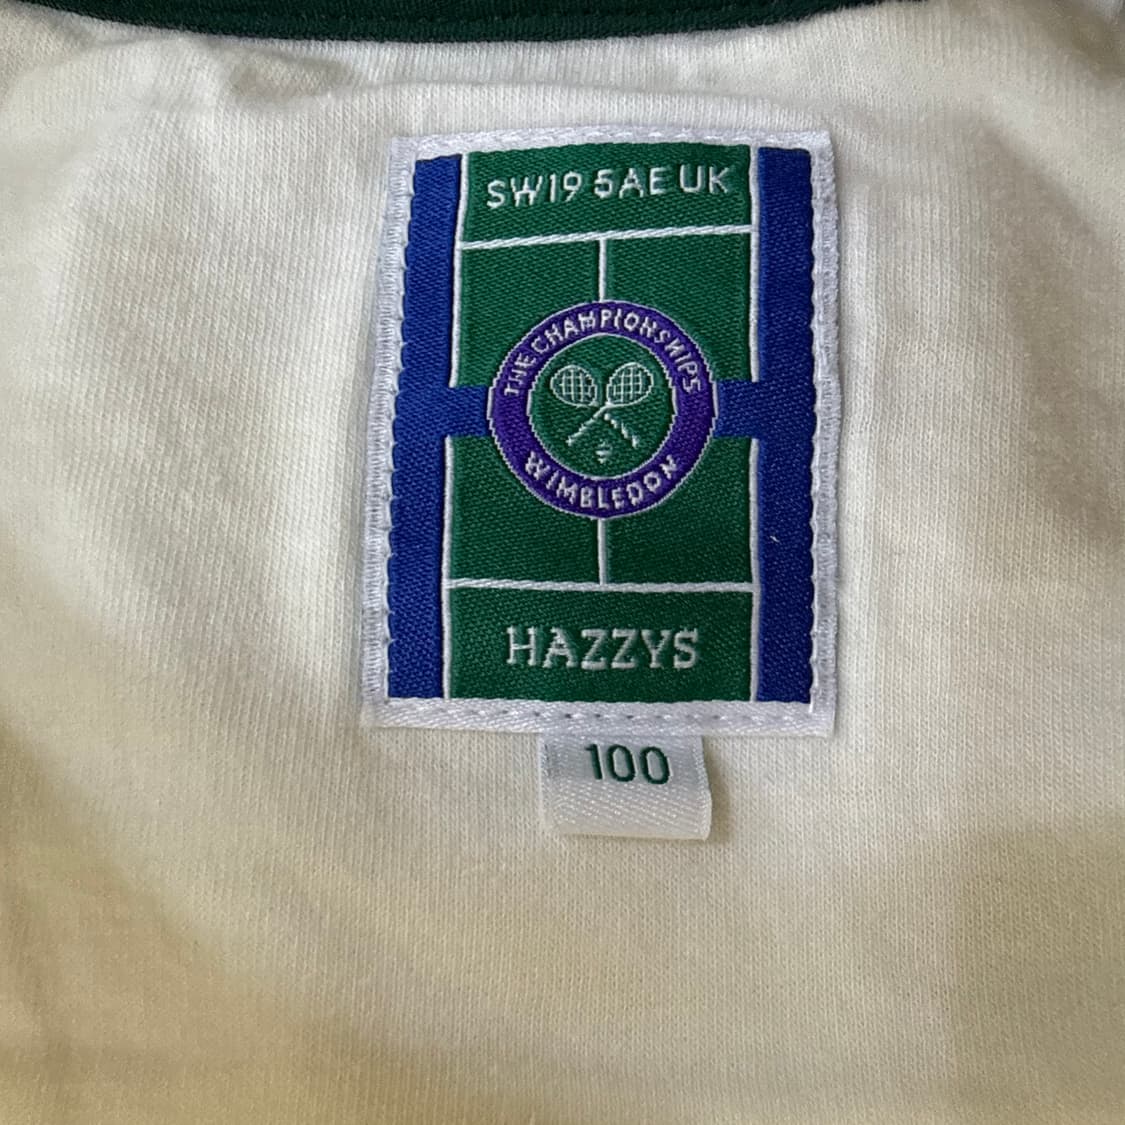 SW19 5AE UK
THE CHAMPIONSHIPS
WIMBLEDON
HAZZYS
100